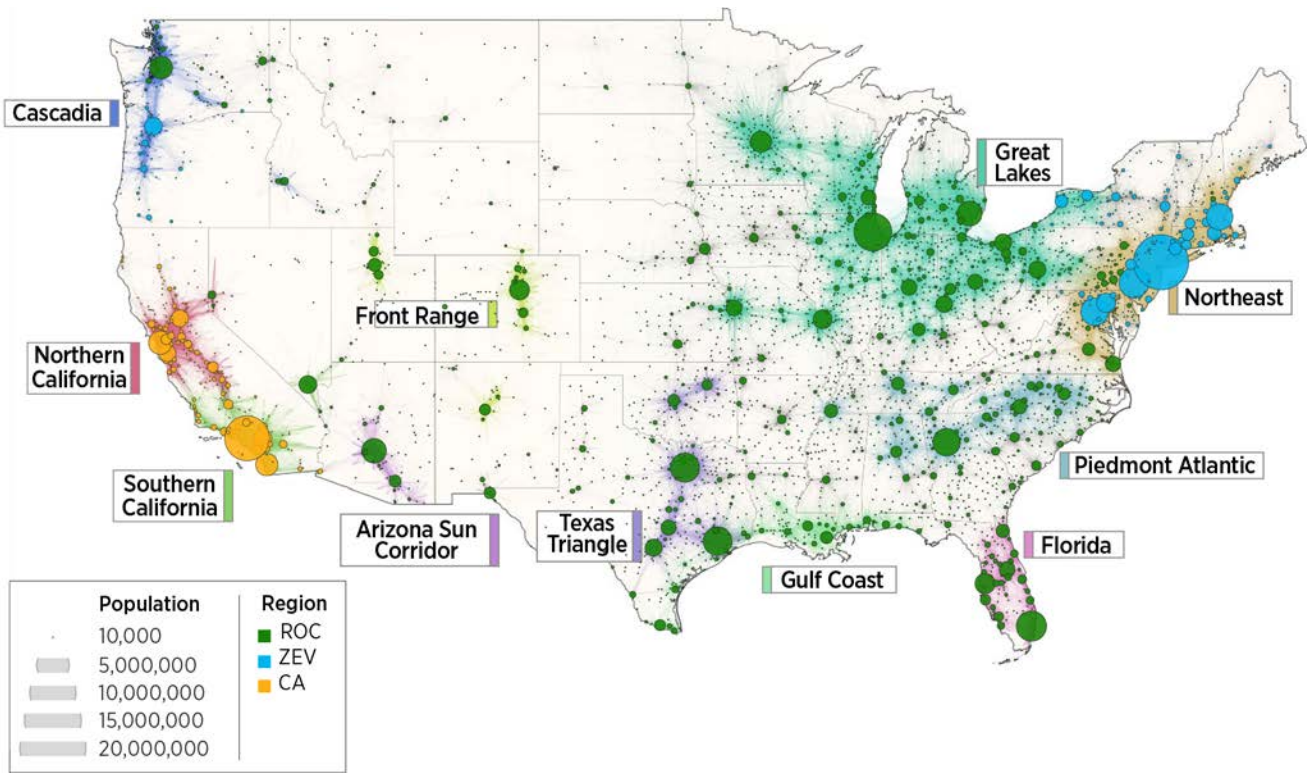 Cascadia
Great
Lakes
Northeast
Front Range
Northern
California
Southern
California
Arizona Sun
Corridor
Texas
Triangle
Piedmont Atlantic
Florida
Gulf Coast
Population
10,000
5,000,000
10,000,000
15,000,000
20,000,000
Region
ROC
ZEV
CA